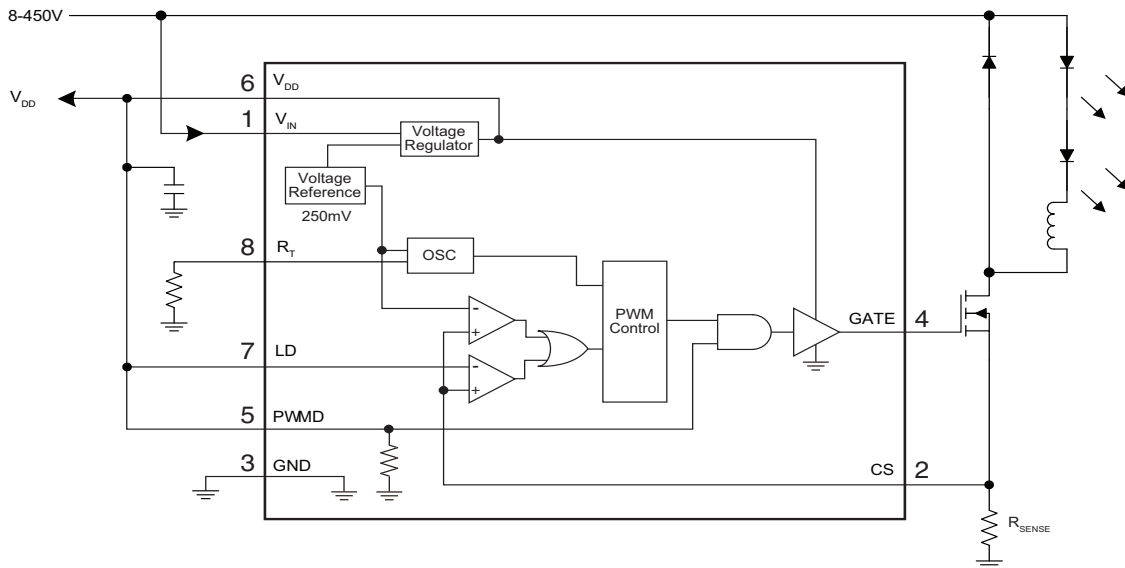 8-450V
6
V_DD
V_DD
1
V_IN
Voltage
Regulator
Voltage
Reference
250mV
8
R_T
OSC
-
+
PWM
Control
GATE
4
7
LD
-
+
5
PWMD
3
GND
CS
2
R_SENSE